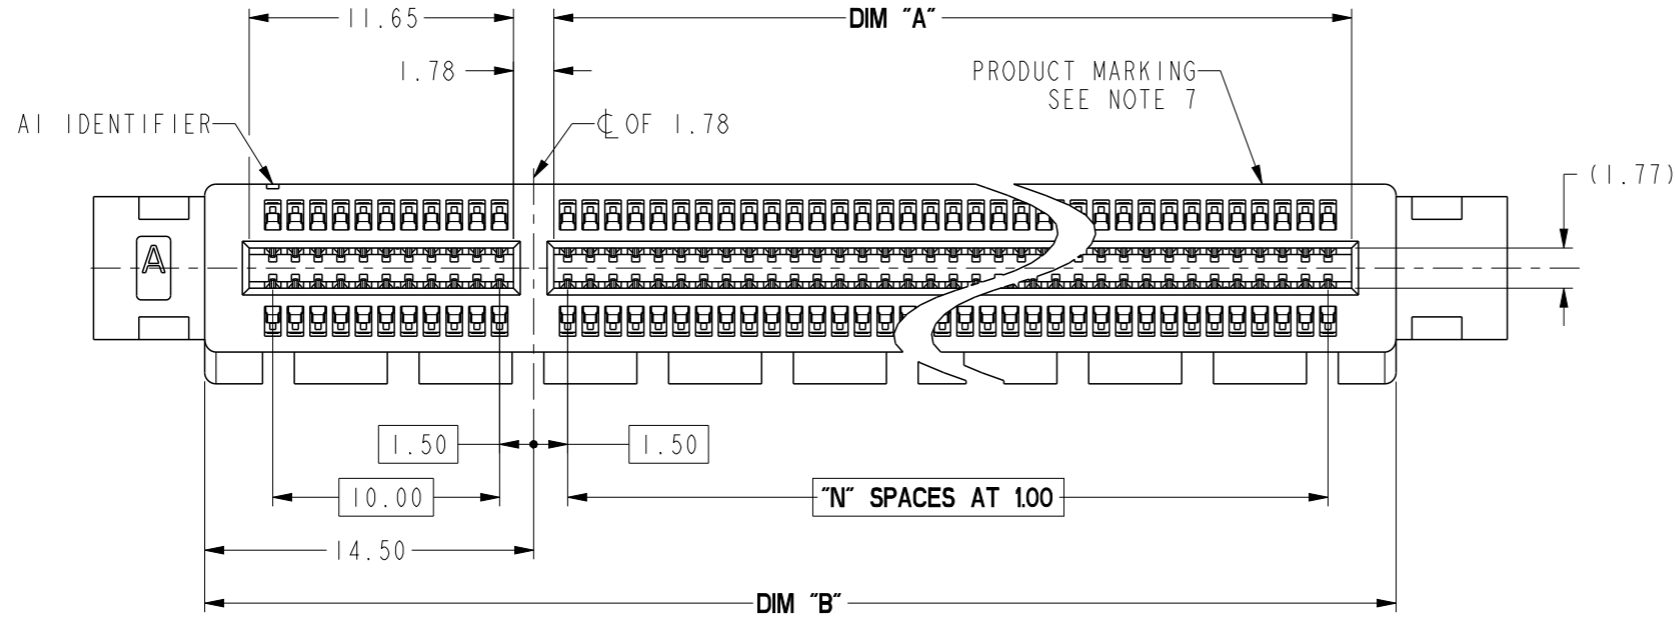 11.65
DIM "A"
1.78
PRODUCT MARKING
SEE NOTE 7
A1 IDENTIFIER
℄ OF 1.78
(1.77)
A
1.50
1.50
10.00
"N" SPACES AT 1.00
14.50
DIM "B"